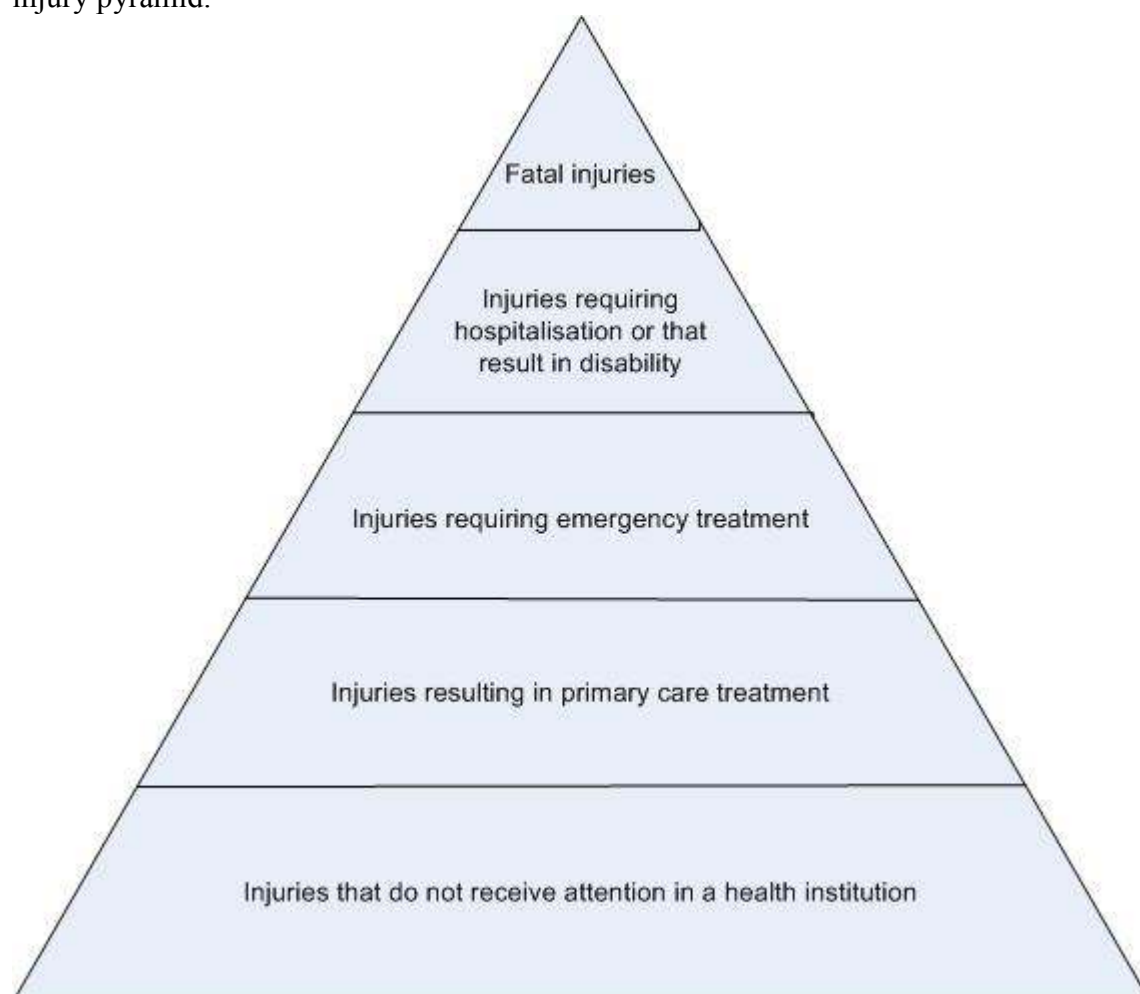 injury pyramid.
Fatal injuries
Injuries requiring
hospitalisation or that
result in disability
Injuries requiring emergency treatment
Injuries resulting in primary care treatment
Injuries that do not receive attention in a health institution